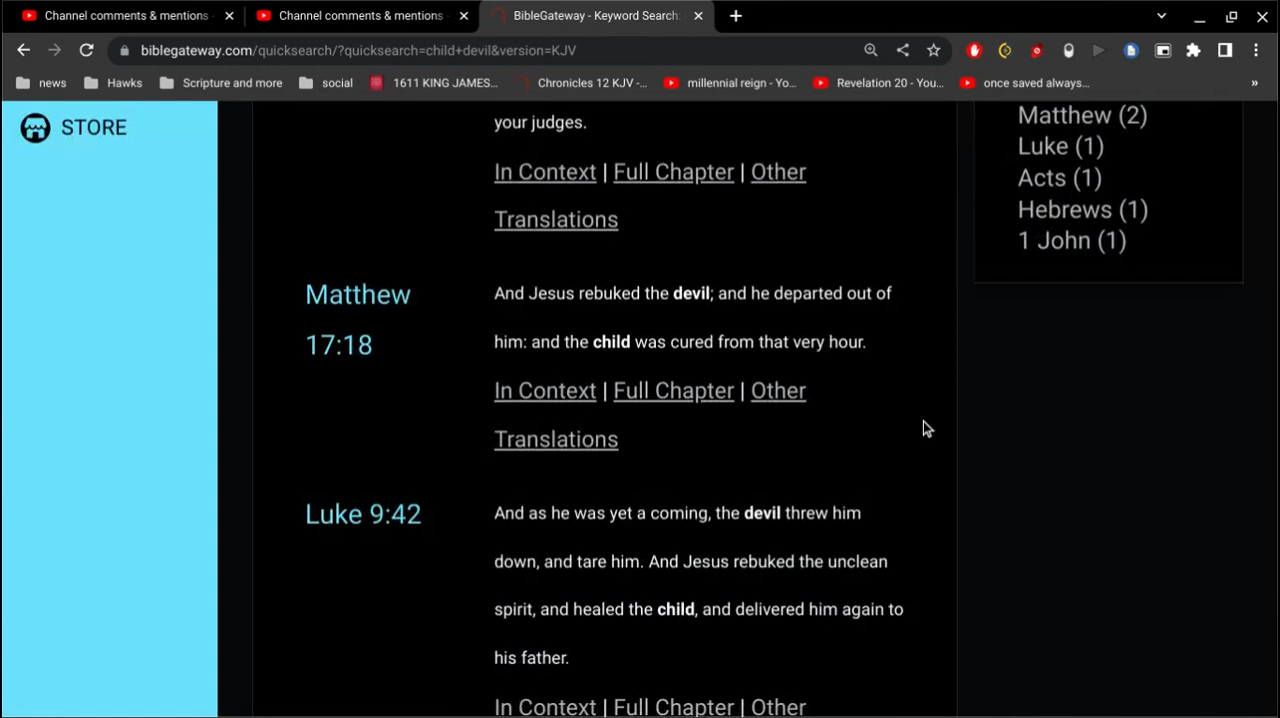 Channel comments & mentions
Channel comments & mentions
BibleGateway - Keyword Search:
biblegateway.com/quicksearch/?quicksearch=child+devil&version=KJV
news
Hawks
Scripture and more
social
1611 KING JAMES...
Chronicles 12 KJV -...
millennial reign - Yo...
Revelation 20 - You...
once saved always...
»
STORE
your judges.
In Context | Full Chapter | Other
Translations
Matthew
17:18
And Jesus rebuked the devil; and he departed out of
him: and the child was cured from that very hour.
In Context | Full Chapter | Other
Translations
Luke 9:42
And as he was yet a coming, the devil threw him
down, and tare him. And Jesus rebuked the unclean
spirit, and healed the child, and delivered him again to
his father.
In Context | Full Chapter | Other
Matthew (2)
Luke (1)
Acts (1)
Hebrews (1)
1 John (1)